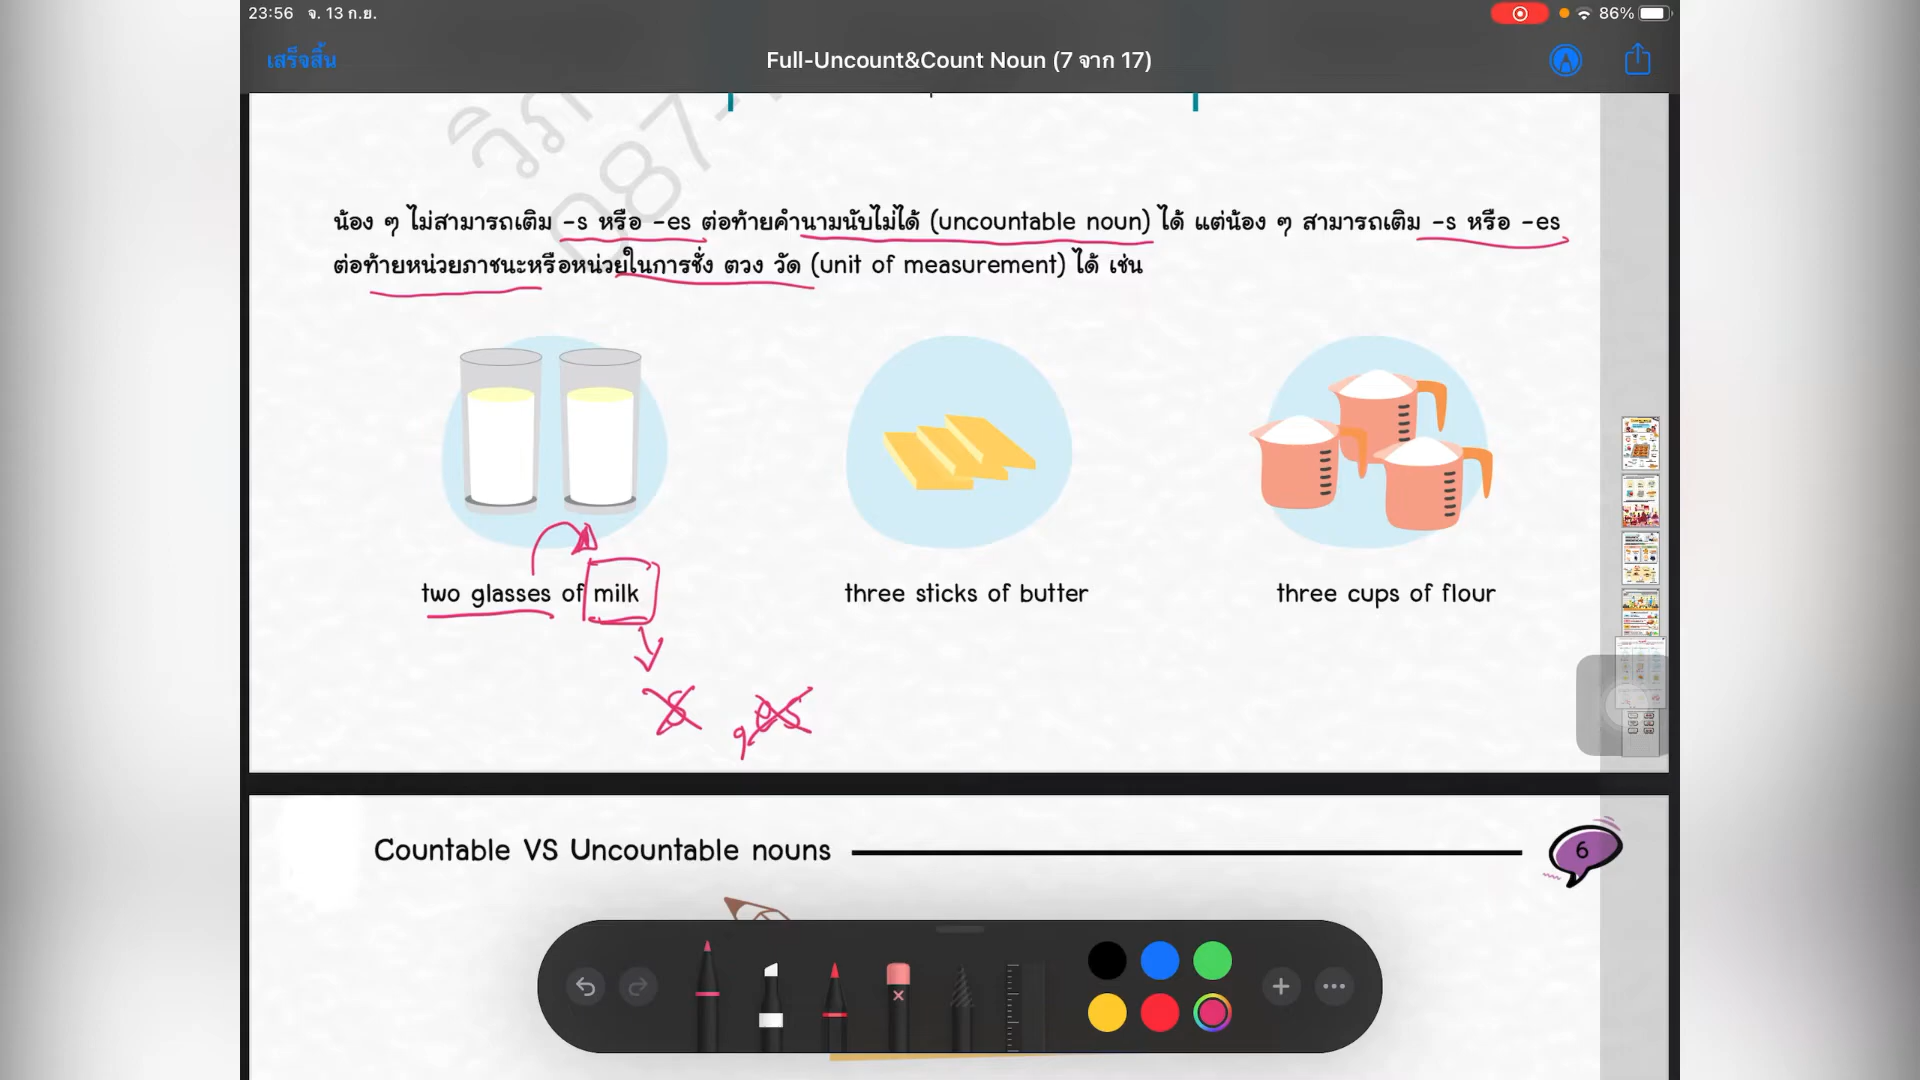 23:56 จ. 13 ก.ย.
86%
เสร็จสิ้น
Full-Uncount&Count Noun (7 จาก 17)
วิภ
087-
น้อง ๆ ไม่สามารถเติม -s หรือ -es ต่อท้ายคำนามนับไม่ได้ (uncountable noun) ได้ แต่น้อง ๆ สามารถเติม -s หรือ -es
ต่อท้ายหน่วยภาชนะหรือหน่วยในการชั่ง ตวง วัด (unit of measurement) ได้ เช่น
two glasses of milk
three sticks of butter
three cups of flour
s , es
Countable VS Uncountable nouns
6